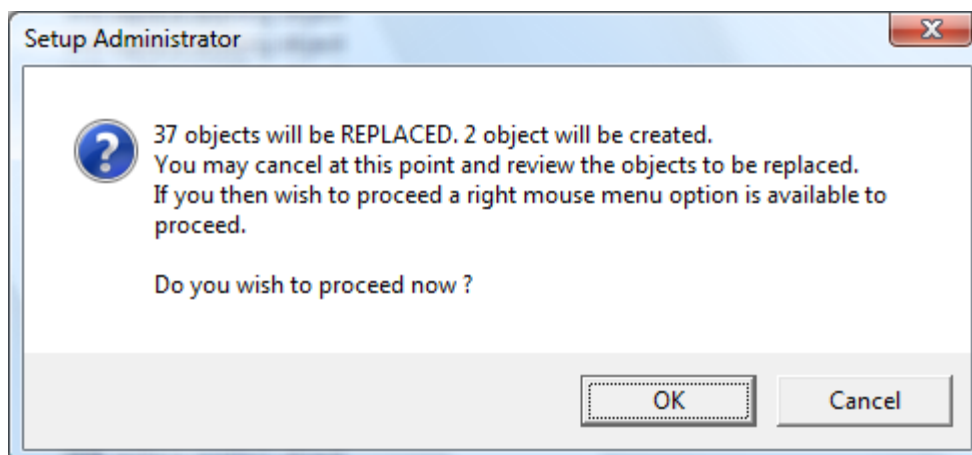 Setup Administrator
37 objects will be REPLACED. 2 object will be created.
You may cancel at this point and review the objects to be replaced.
If you then wish to proceed a right mouse menu option is available to
proceed.
Do you wish to proceed now ?
OK
Cancel